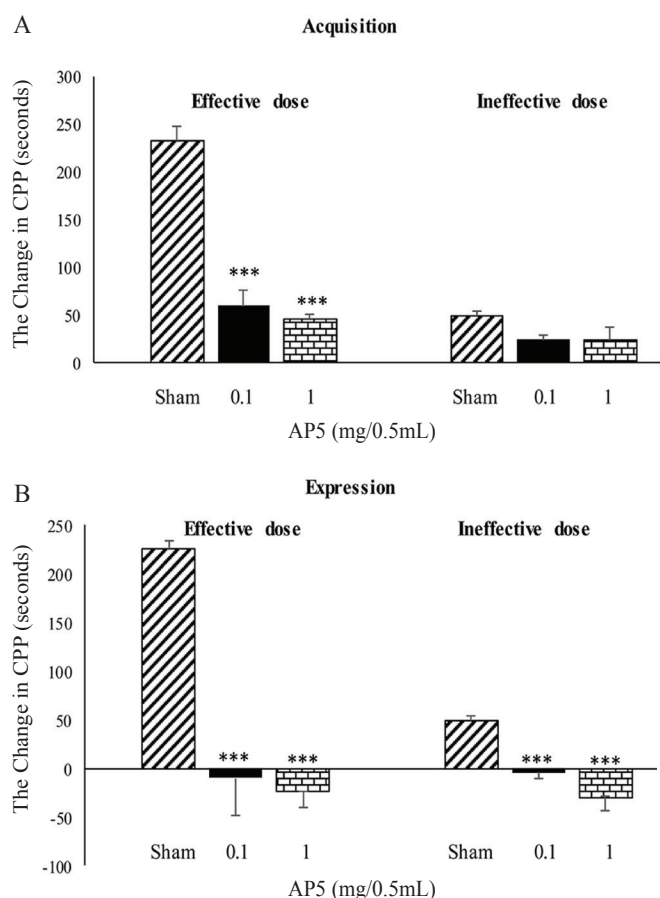 A
Acquisition
The Change in CPP (seconds)
300
250
200
150
100
50
0
Effective dose
Ineffective dose
***
***
Sham 0.1 1 Sham 0.1 1
AP5 (mg/0.5mL)
B
Expression
The Change in CPP (seconds)
250
200
150
100
50
0
-50
-100
Effective dose
Ineffective dose
*** *** *** ***
Sham 0.1 1 Sham 0.1 1
AP5 (mg/0.5mL)